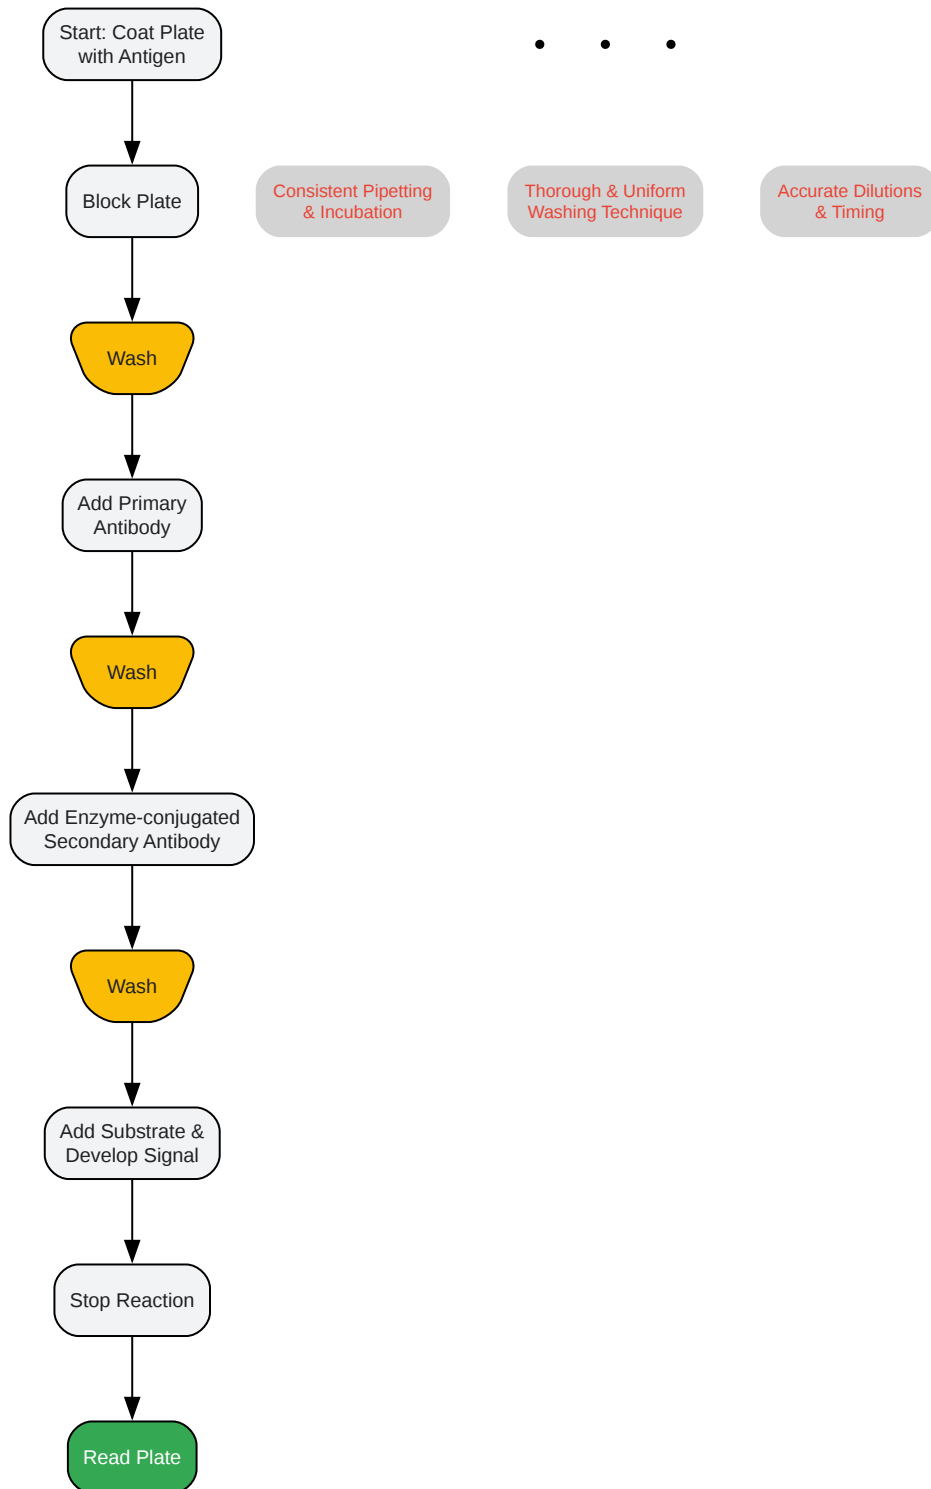 Start: Coat Plate
with Antigen
Block Plate
Consistent Pipetting
& Incubation
Thorough & Uniform
Washing Technique
Accurate Dilutions
& Timing
Wash
Add Primary
Antibody
Wash
Add Enzyme-conjugated
Secondary Antibody
Wash
Add Substrate &
Develop Signal
Stop Reaction
Read Plate